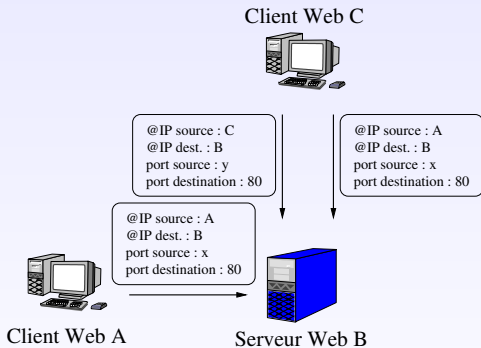 Client Web C
@IP source : C
@IP dest. : B
port source : y
port destination : 80
@IP source : A
@IP dest. : B
port source : x
port destination : 80
@IP source : A
@IP dest. : B
port source : x
port destination : 80
Client Web A
Serveur Web B